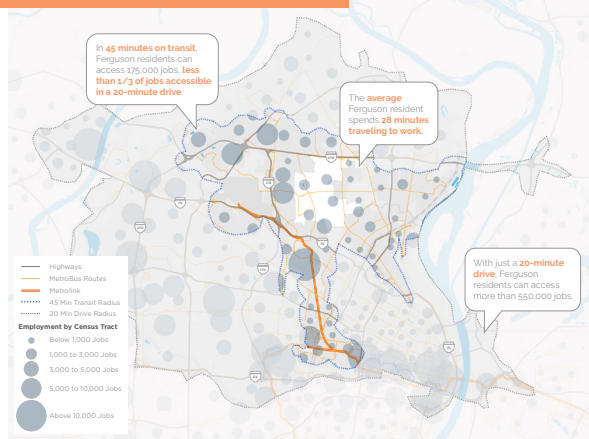 In 45 minutes on transit,
Ferguson residents can
access 175,000 jobs, less
than 1/3 of jobs accessible
in a 20-minute drive.
The average
Ferguson resident
spends 28 minutes
traveling to work.
With just a 20-minute
drive, Ferguson
residents can access
more than 550,000 jobs.
Highways
MetroBus Routes
Metrolink
45 Min Transit Radius
20 Min Drive Radius
Employment by Census Tract
Below 1,000 Jobs
1,000 to 3,000 Jobs
3,000 to 5,000 Jobs
5,000 to 10,000 Jobs
Above 10,000 Jobs